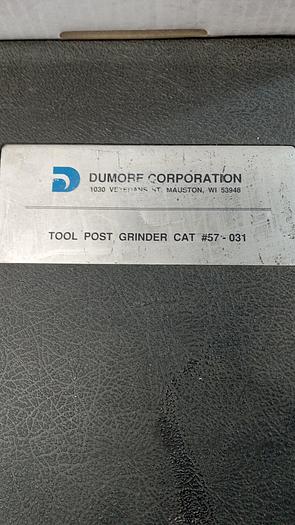 DUMORE CORPORATION
1030 VETERANS ST. MAUSTON, WI 53948
TOOL POST GRINDER CAT #57-031